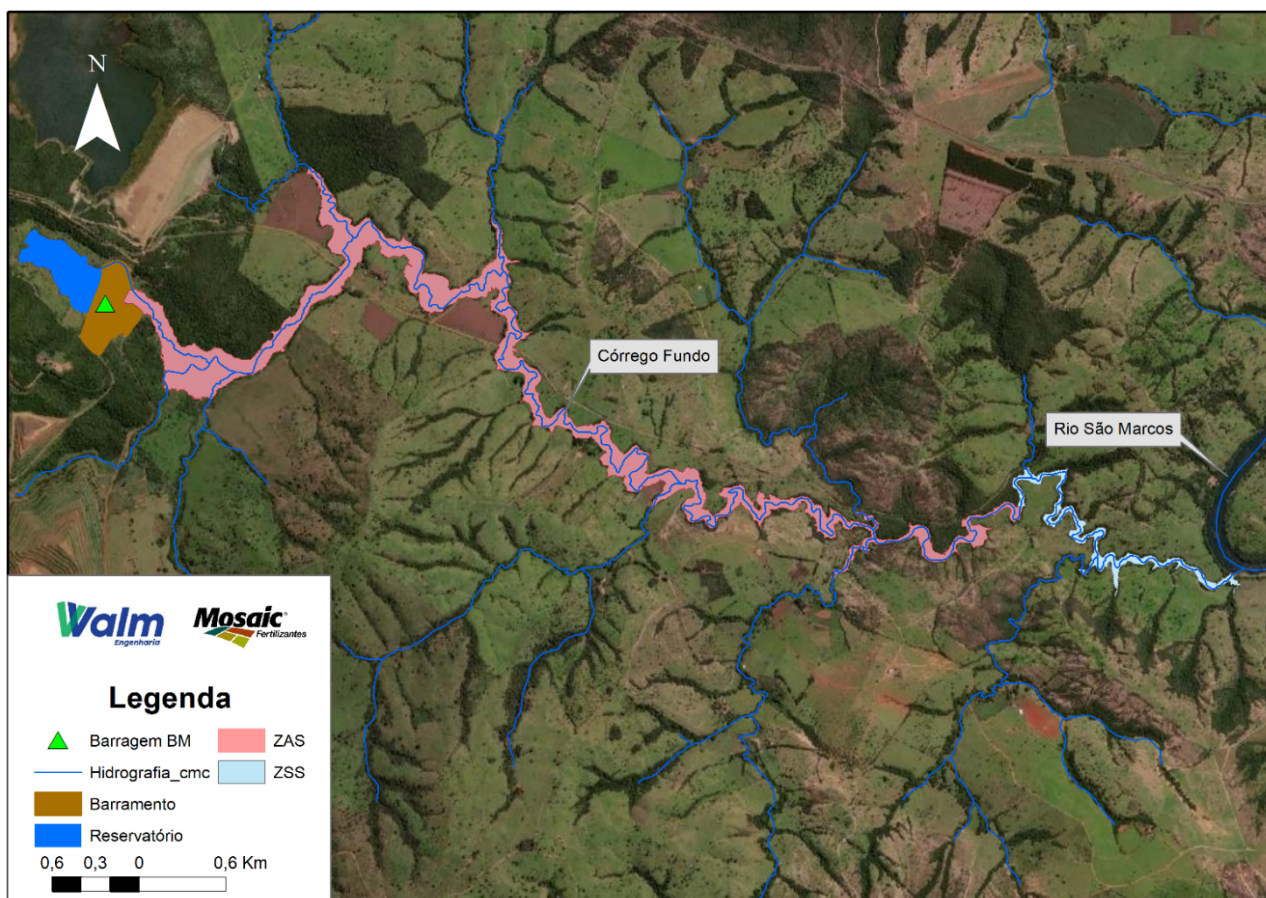 N
Córrego Fundo
Rio São Marcos
Walm
Engenharia
Mosaic®
Fertilizantes
Legenda
Barragem BM
ZAS
Hidrografia_cmc
ZSS
Barramento
Reservatório
0,6 0,3 0 0,6 Km